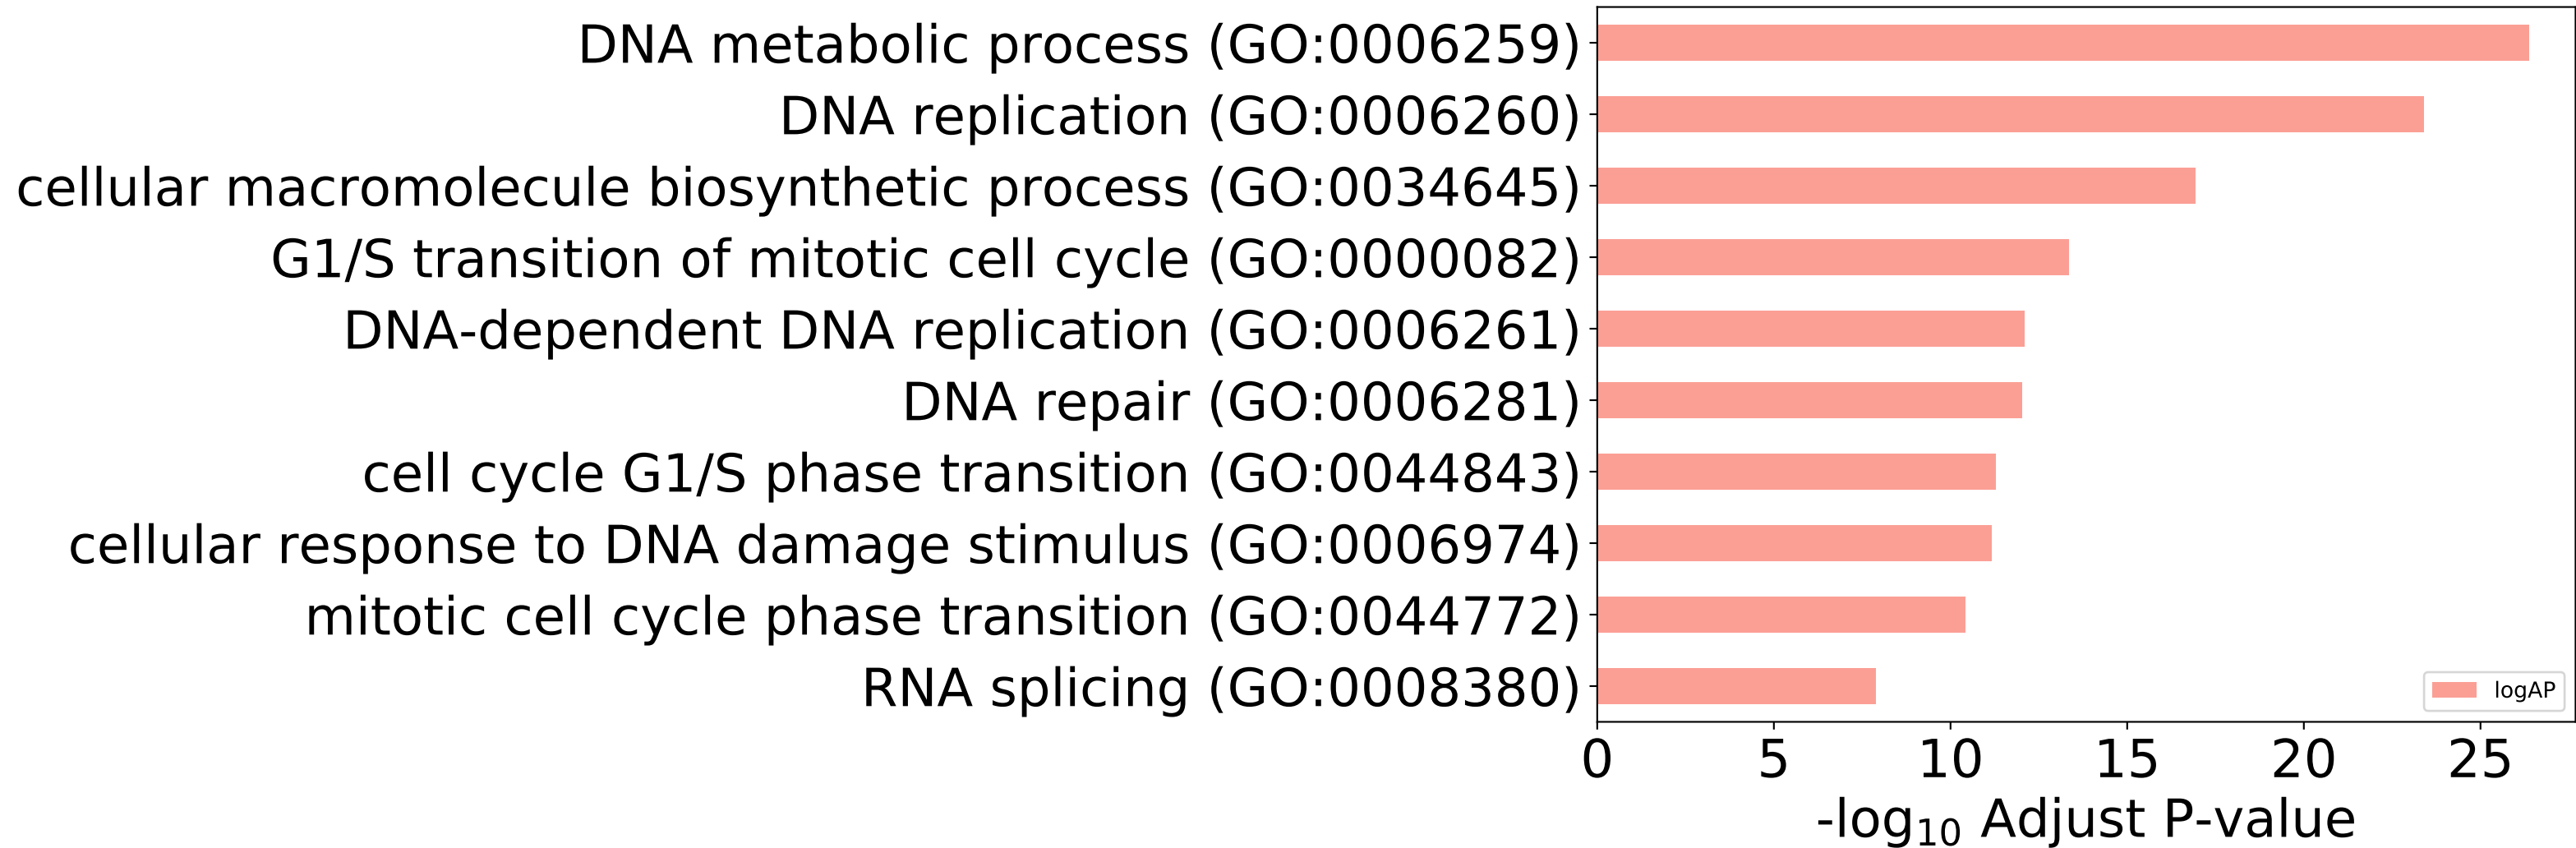 DNA metabolic process (GO:0006259)
DNA replication (GO:0006260)
cellular macromolecule biosynthetic process (GO:0034645)
G1/S transition of mitotic cell cycle (GO:0000082)
DNA-dependent DNA replication (GO:0006261)
DNA repair (GO:0006281)
cell cycle G1/S phase transition (GO:0044843)
cellular response to DNA damage stimulus (GO:0006974)
mitotic cell cycle phase transition (GO:0044772)
RNA splicing (GO:0008380)
logAP
0 5 10 15 20 25
-log₁₀ Adjust P-value